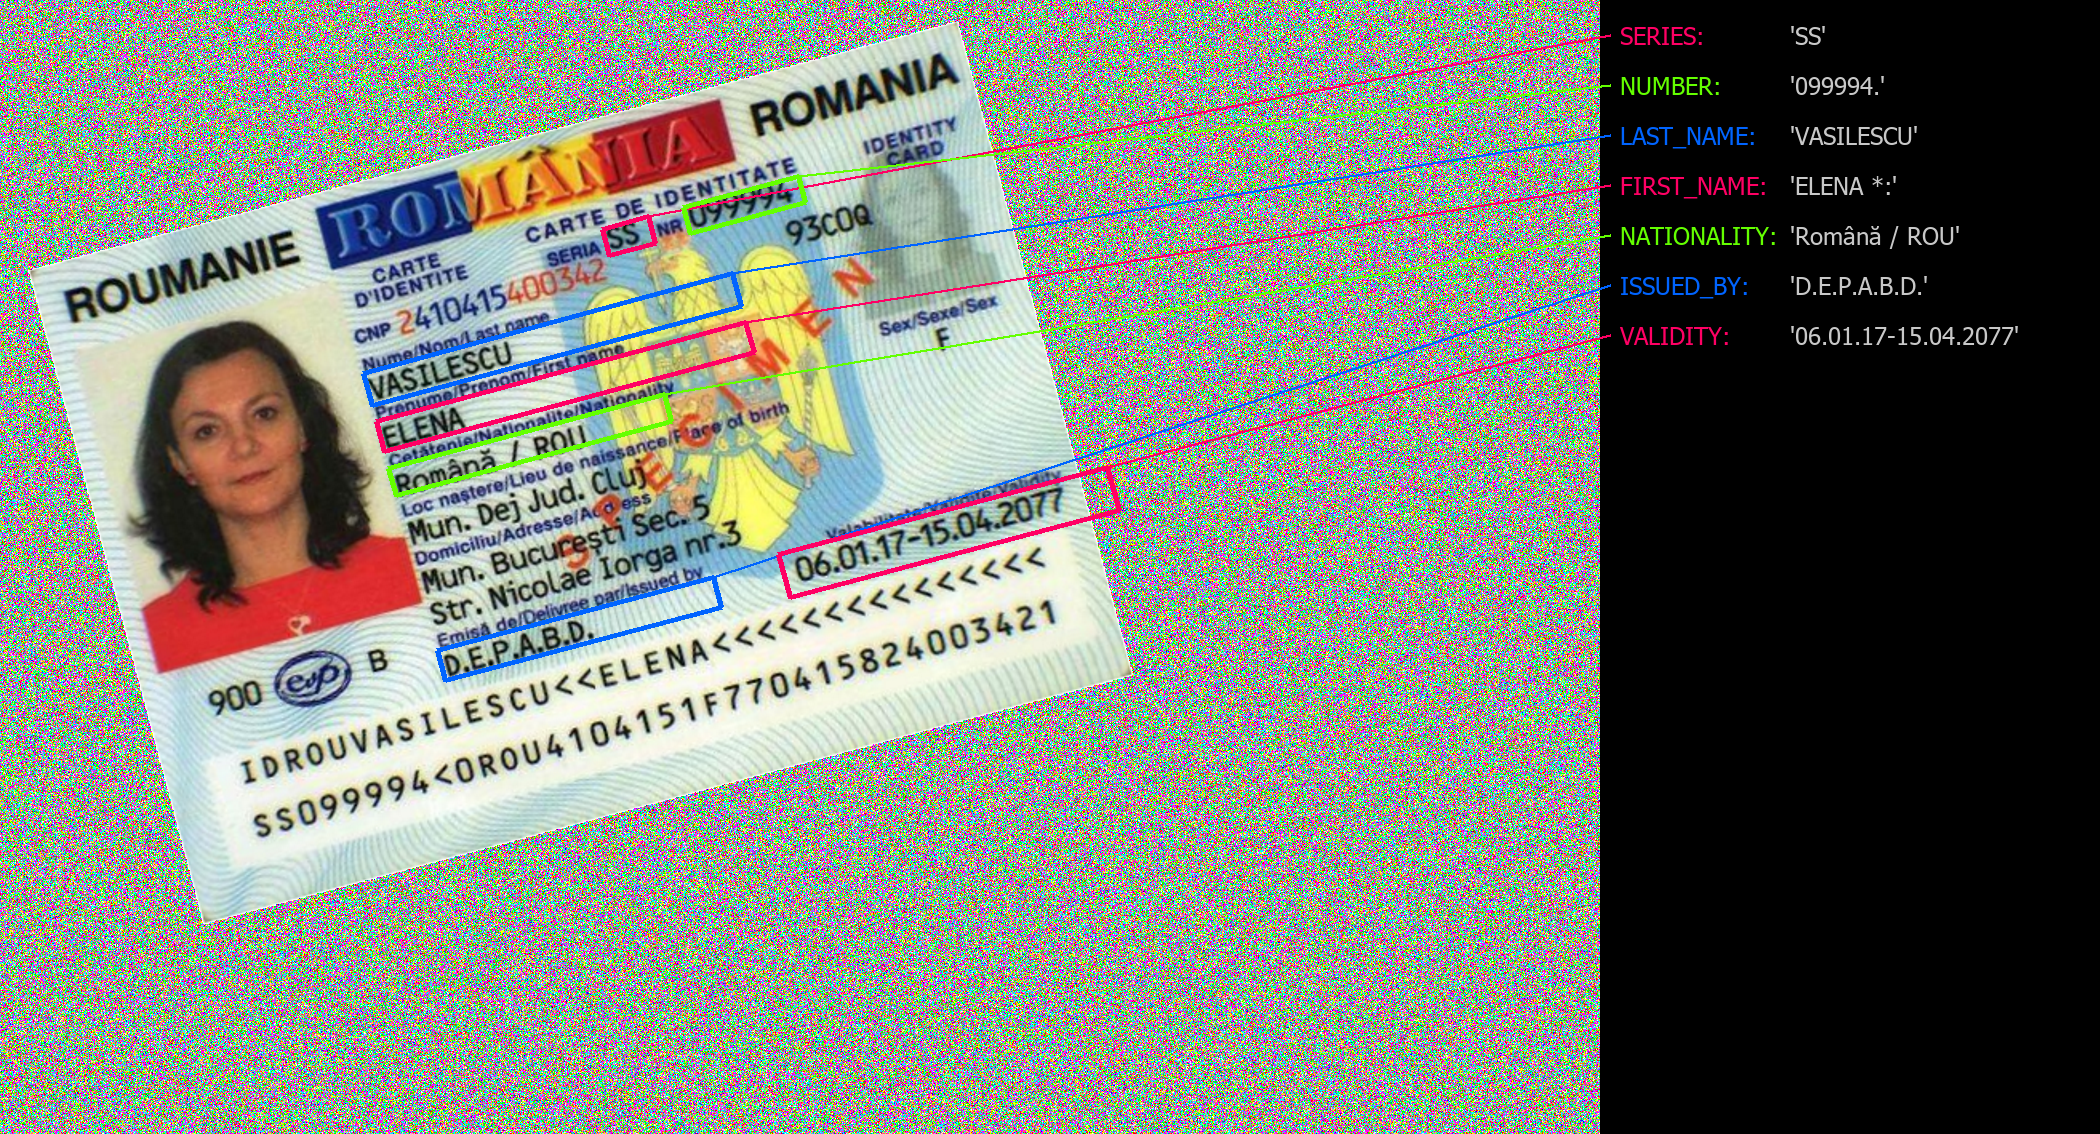 ROUMANIE
ROMÂNIA
ROMANIA
CARTE D'IDENTITE
CARTE DE IDENTITATE
IDENTITY CARD
SERIA SS NR 099994
93COQ
CNP 2410415400342
Nume/Nom/Last name
VASILESCU
Prenume/Prenom/First name
ELENA
Cetatenie/Nationalite/Nationality
Română / ROU
Sex/Sexe/Sex
F
Loc nastere/Lieu de naissance/Place of birth
Mun. Dej Jud. Cluj
Domiciliu/Adresse/Address
Mun. Bucureşti Sec. 5
Str. Nicolae Iorga nr.3
Emisă de/Delivree par/Issued by
D.E.P.A.B.D.
Valabilitate/Validite/Validity
06.01.17-15.04.2077
SPECIMEN
900 evp B
IDROUVASILESCU<<ELENA<<<<<<<<<<<<<<
SS099994<0ROU4104151F770415824003421
SERIES: 'SS'
NUMBER: '099994.'
LAST_NAME: 'VASILESCU'
FIRST_NAME: 'ELENA *:'
NATIONALITY: 'Română / ROU'
ISSUED_BY: 'D.E.P.A.B.D.'
VALIDITY: '06.01.17-15.04.2077'